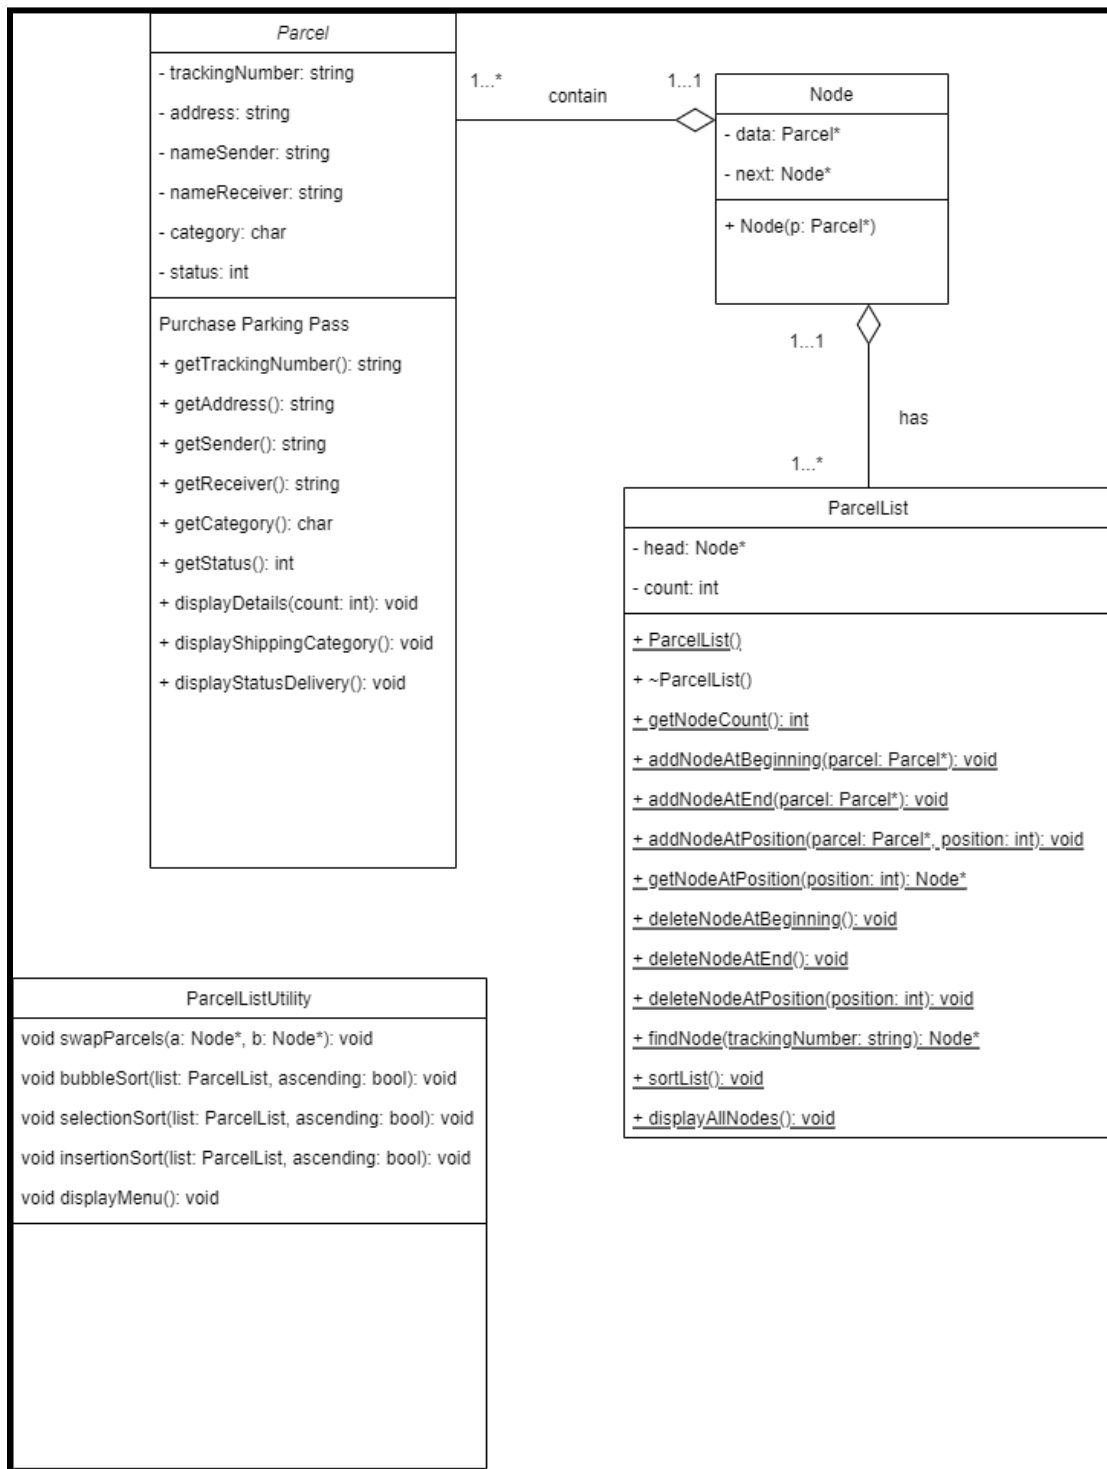 Parcel
- trackingNumber: string
- address: string
- nameSender: string
- nameReceiver: string
- category: char
- status: int
Purchase Parking Pass
+ getTrackingNumber(): string
+ getAddress(): string
+ getSender(): string
+ getReceiver(): string
+ getCategory(): char
+ getStatus(): int
+ displayDetails(count: int): void
+ displayShippingCategory(): void
+ displayStatusDelivery(): void
1...*
contain
1...1
Node
- data: Parcel*
- next: Node*
+ Node(p: Parcel*)
1...1
has
1...*
ParcelList
- head: Node*
- count: int
+ ParcelList()
+ ~ParcelList()
+ getNodeCount(): int
+ addNodeAtBeginning(parcel: Parcel*): void
+ addNodeAtEnd(parcel: Parcel*): void
+ addNodeAtPosition(parcel: Parcel*, position: int): void
+ getNodeAtPosition(position: int): Node*
+ deleteNodeAtBeginning(): void
+ deleteNodeAtEnd(): void
+ deleteNodeAtPosition(position: int): void
+ findNode(trackingNumber: string): Node*
+ sortList(): void
+ displayAllNodes(): void
ParcelListUtility
void swapParcels(a: Node*, b: Node*): void
void bubbleSort(list: ParcelList, ascending: bool): void
void selectionSort(list: ParcelList, ascending: bool): void
void insertionSort(list: ParcelList, ascending: bool): void
void displayMenu(): void